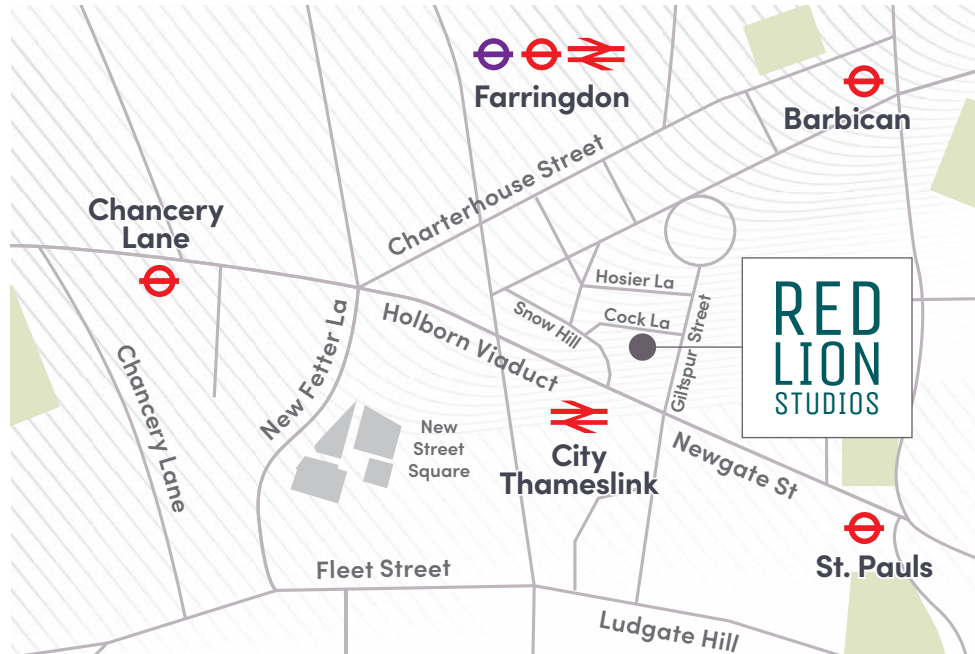 Farringdon
Barbican
Charterhouse Street
Chancery
Lane
Hosier La
Snow Hill
Cock La
Giltspur Street
RED
LION
STUDIOS
Holborn Viaduct
New Fetter La
Chancery Lane
New
Street
Square
City
Thameslink
Newgate St
St. Pauls
Fleet Street
Ludgate Hill